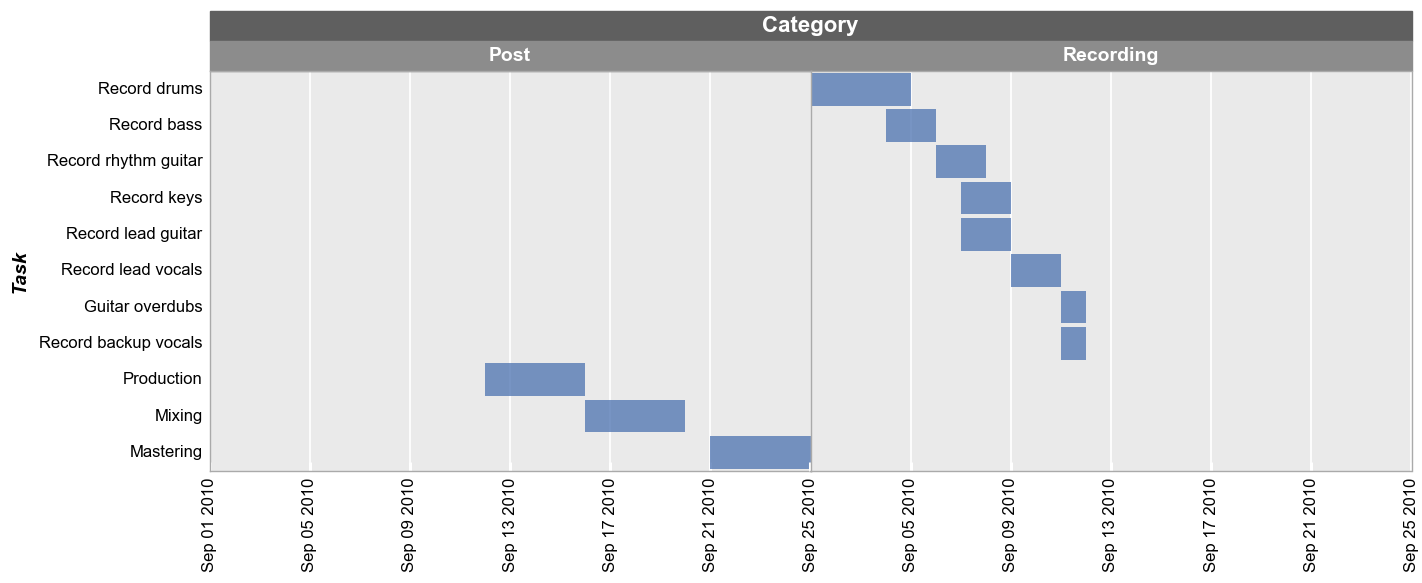 Category
Post
Recording
Task
Record drums
Record bass
Record rhythm guitar
Record keys
Record lead guitar
Record lead vocals
Guitar overdubs
Record backup vocals
Production
Mixing
Mastering
Sep 01 2010
Sep 05 2010
Sep 09 2010
Sep 13 2010
Sep 17 2010
Sep 21 2010
Sep 25 2010
Sep 05 2010
Sep 09 2010
Sep 13 2010
Sep 17 2010
Sep 21 2010
Sep 25 2010